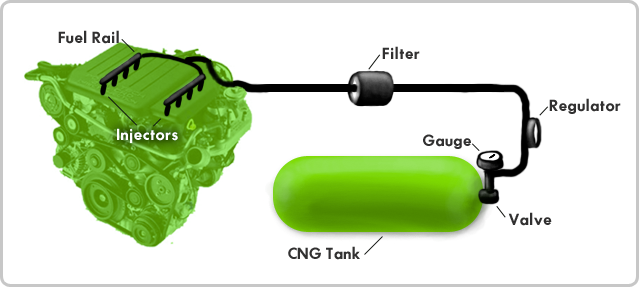 Fuel Rail
Filter
Regulator
Injectors
Gauge
Valve
CNG Tank